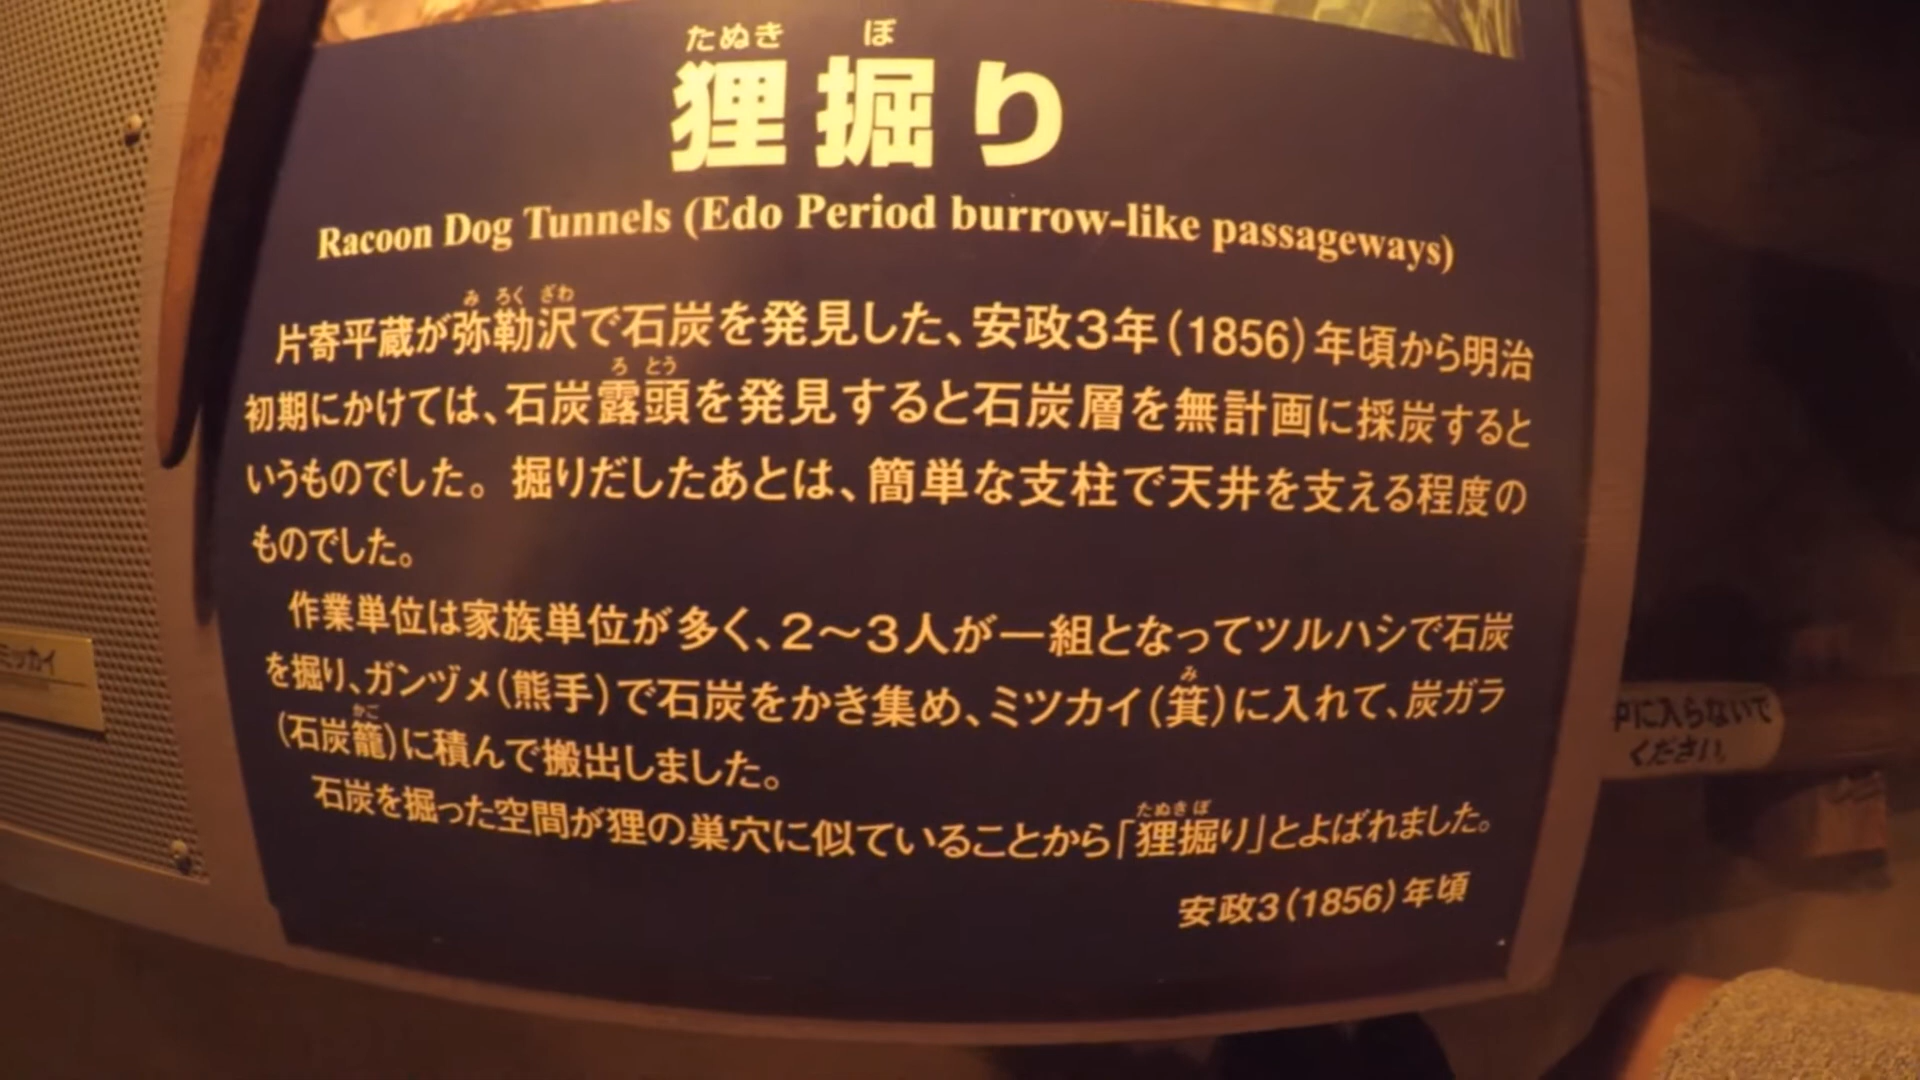 たぬき ぼ
狸掘り
Racoon Dog Tunnels (Edo Period burrow-like passageways)
み ろく ざわ
片寄平蔵が弥勒沢で石炭を発見した、安政3年(1856)年頃から明治
ろ とう
初期にかけては、石炭露頭を発見すると石炭層を無計画に採炭すると
いうものでした。掘りだしたあとは、簡単な支柱で天井を支える程度の
ものでした。
作業単位は家族単位が多く、2〜3人が一組となってツルハシで石炭
み
を掘り、ガンヅメ(熊手)で石炭をかき集め、ミツカイ(箕)に入れて、炭ガラ
かご
(石炭籠)に積んで搬出しました。
たぬき ぼ
石炭を掘った空間が狸の巣穴に似ていることから「狸掘り」とよばれました。
安政3(1856)年頃
ミッカイ
中に入らないで
ください。